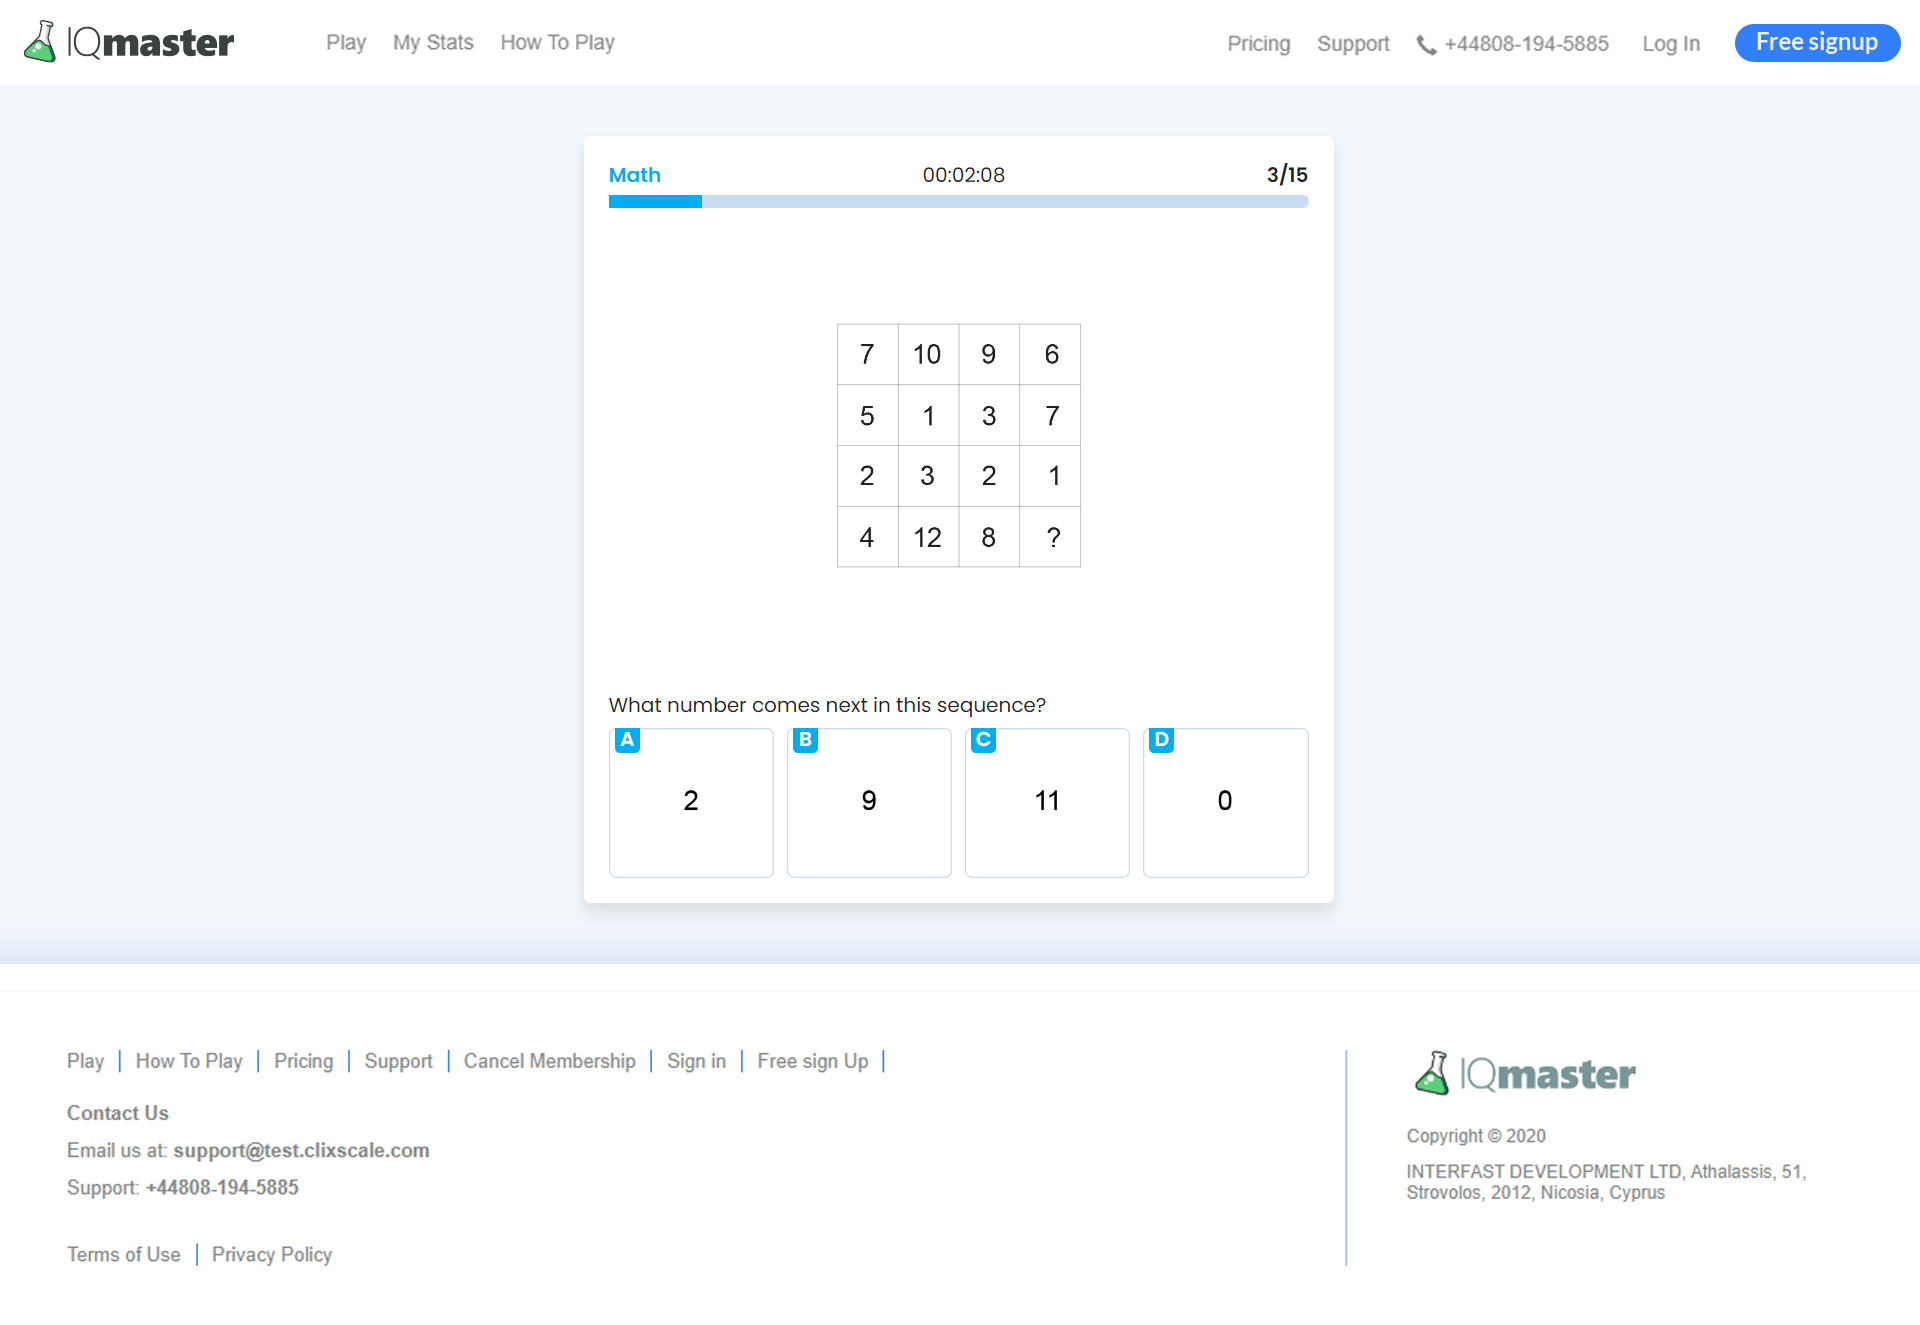 IQmaster
Play My Stats How To Play
Pricing Support +44808-194-5885 Log In Free signup
Math 00:02:08 3/15
7 10 9 6
5 1 3 7
2 3 2 1
4 12 8 ?
What number comes next in this sequence?
A B C D
2 9 11 0
Play | How To Play | Pricing | Support | Cancel Membership | Sign in | Free sign Up |
Contact Us
Email us at: support@test.clixscale.com
Support: +44808-194-5885
Terms of Use | Privacy Policy
IQmaster
Copyright © 2020
INTERFAST DEVELOPMENT LTD, Athalassis, 51,
Strovolos, 2012, Nicosia, Cyprus